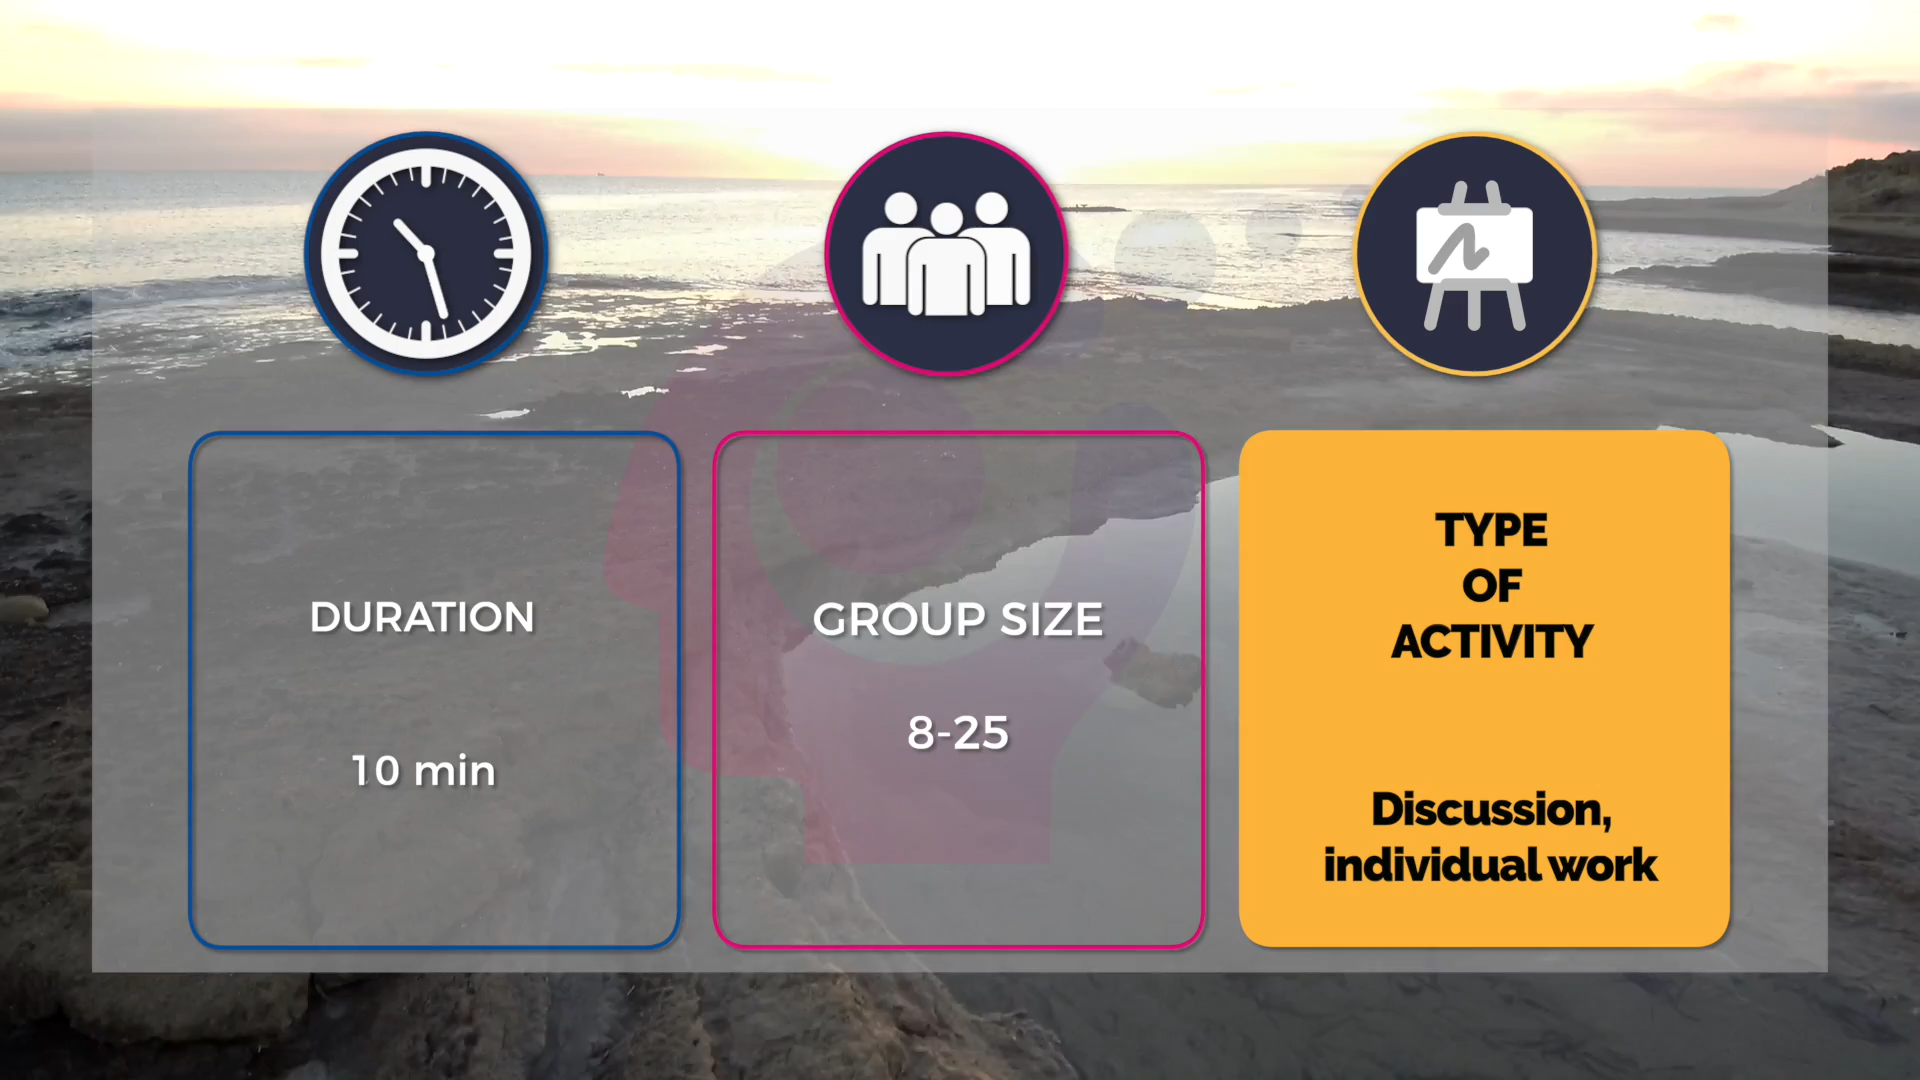 DURATION
10 min
GROUP SIZE
8-25
TYPE
OF
ACTIVITY
Discussion,
individual work